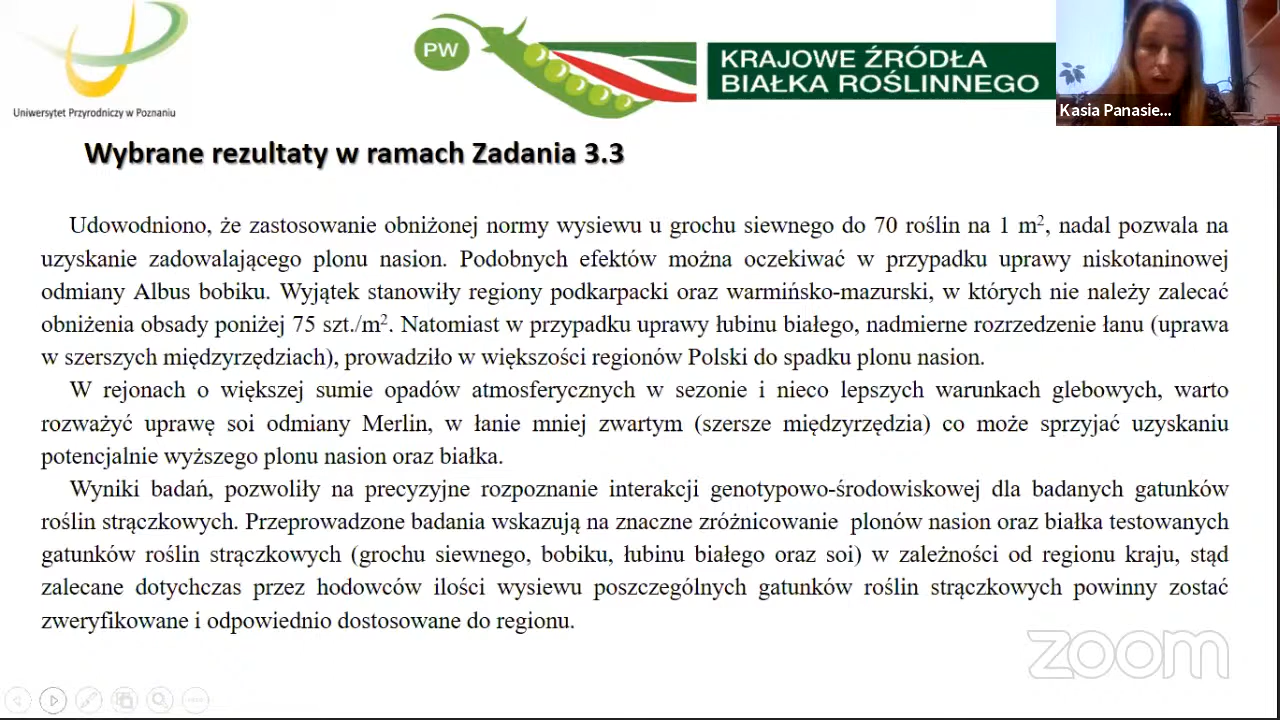 Uniwersytet Przyrodniczy w Poznaniu
PW
KRAJOWE ŹRÓDŁA
BIAŁKA ROŚLINNEGO
Kasia Panasie...
Wybrane rezultaty w ramach Zadania 3.3
Udowodniono, że zastosowanie obniżonej normy wysiewu u grochu siewnego do 70 roślin na 1 m², nadal pozwala na
uzyskanie zadowalającego plonu nasion. Podobnych efektów można oczekiwać w przypadku uprawy niskotaninowej
odmiany Albus bobiku. Wyjątek stanowiły regiony podkarpacki oraz warmińsko-mazurski, w których nie należy zalecać
obniżenia obsady poniżej 75 szt./m². Natomiast w przypadku uprawy łubinu białego, nadmierne rozrzedzenie łanu (uprawa
w szerszych międzyrzędziach), prowadziło w większości regionów Polski do spadku plonu nasion.
W rejonach o większej sumie opadów atmosferycznych w sezonie i nieco lepszych warunkach glebowych, warto
rozważyć uprawę soi odmiany Merlin, w łanie mniej zwartym (szersze międzyrzędzia) co może sprzyjać uzyskaniu
potencjalnie wyższego plonu nasion oraz białka.
Wyniki badań, pozwoliły na precyzyjne rozpoznanie interakcji genotypowo-środowiskowej dla badanych gatunków
roślin strączkowych. Przeprowadzone badania wskazują na znaczne zróżnicowanie plonów nasion oraz białka testowanych
gatunków roślin strączkowych (grochu siewnego, bobiku, łubinu białego oraz soi) w zależności od regionu kraju, stąd
zalecane dotychczas przez hodowców ilości wysiewu poszczególnych gatunków roślin strączkowych powinny zostać
zweryfikowane i odpowiednio dostosowane do regionu.
zoom